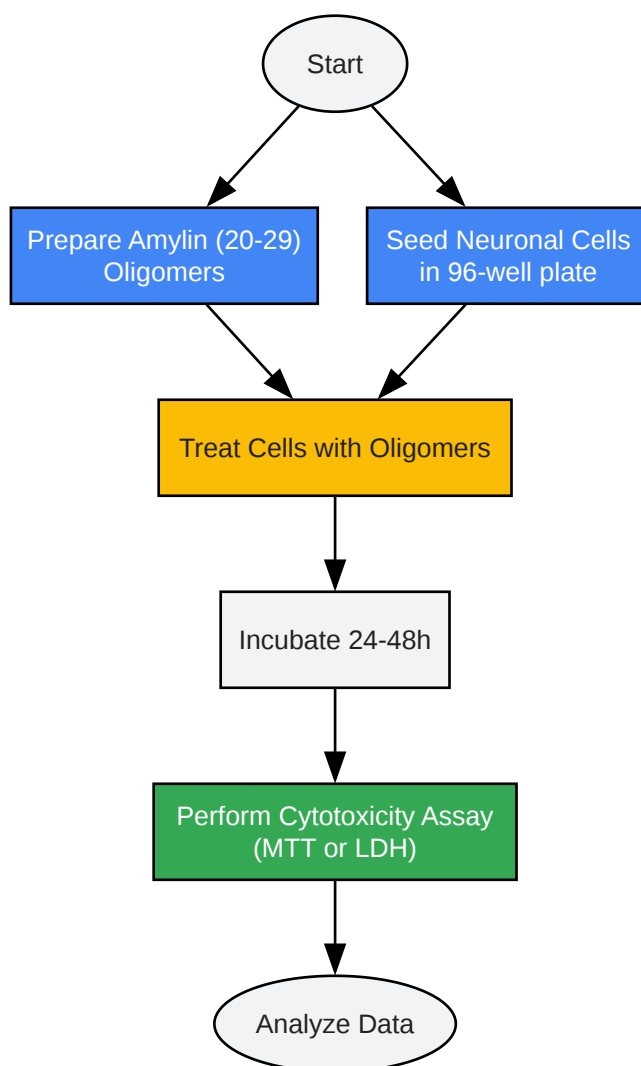 Start
Prepare Amylin (20-29)
Oligomers
Seed Neuronal Cells
in 96-well plate
Treat Cells with Oligomers
Incubate 24-48h
Perform Cytotoxicity Assay
(MTT or LDH)
Analyze Data